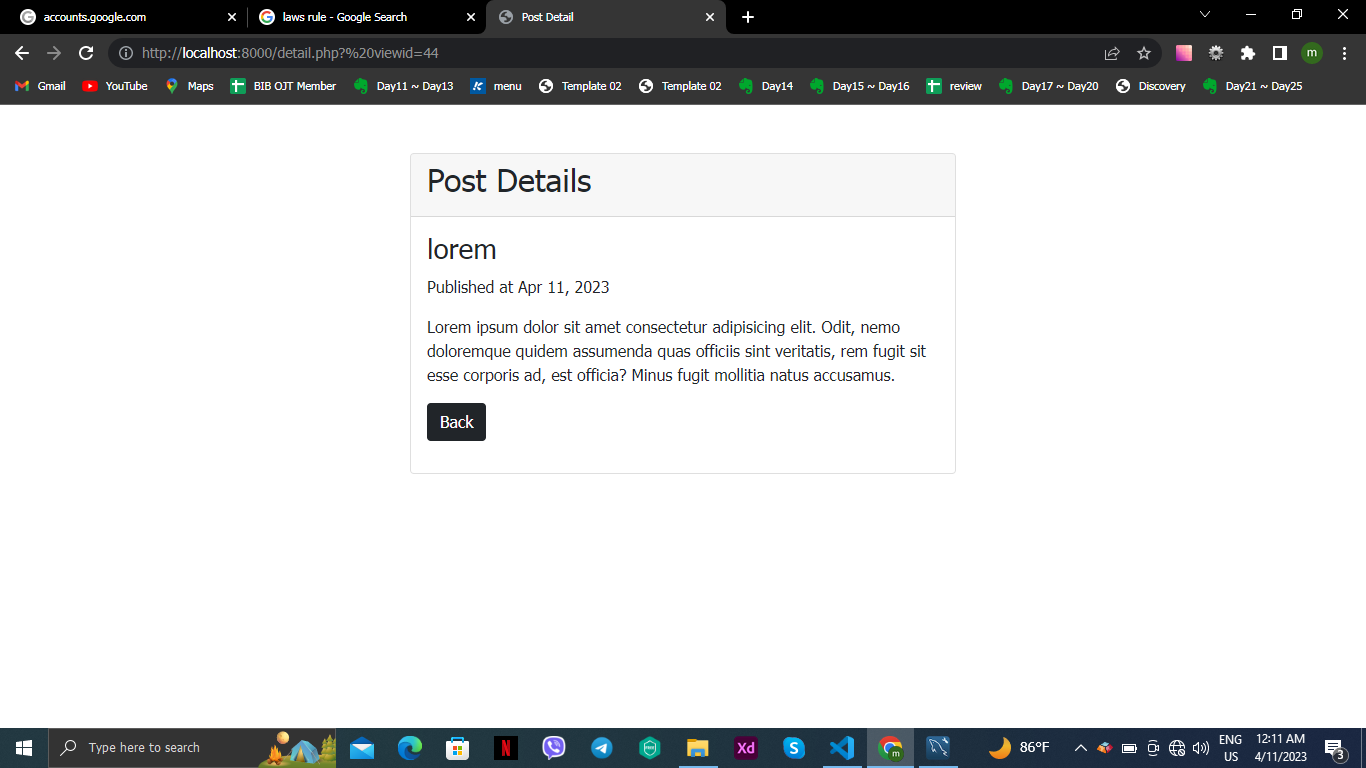 accounts.google.com
laws rule - Google Search
Post Detail
http://localhost:8000/detail.php?%20viewid=44
m
Gmail
YouTube
Maps
BIB OJT Member
Day11 ~ Day13
menu
Template 02
Template 02
Day14
Day15 ~ Day16
review
Day17 ~ Day20
Discovery
Day21 ~ Day25
Post Details
lorem
Published at Apr 11, 2023
Lorem ipsum dolor sit amet consectetur adipisicing elit. Odit, nemo
doloremque quidem assumenda quas officiis sint veritatis, rem fugit sit
esse corporis ad, est officia? Minus fugit mollitia natus accusamus.
Back
Type here to search
N
Xd
S
m
86°F
ENG
US
12:11 AM
4/11/2023
3